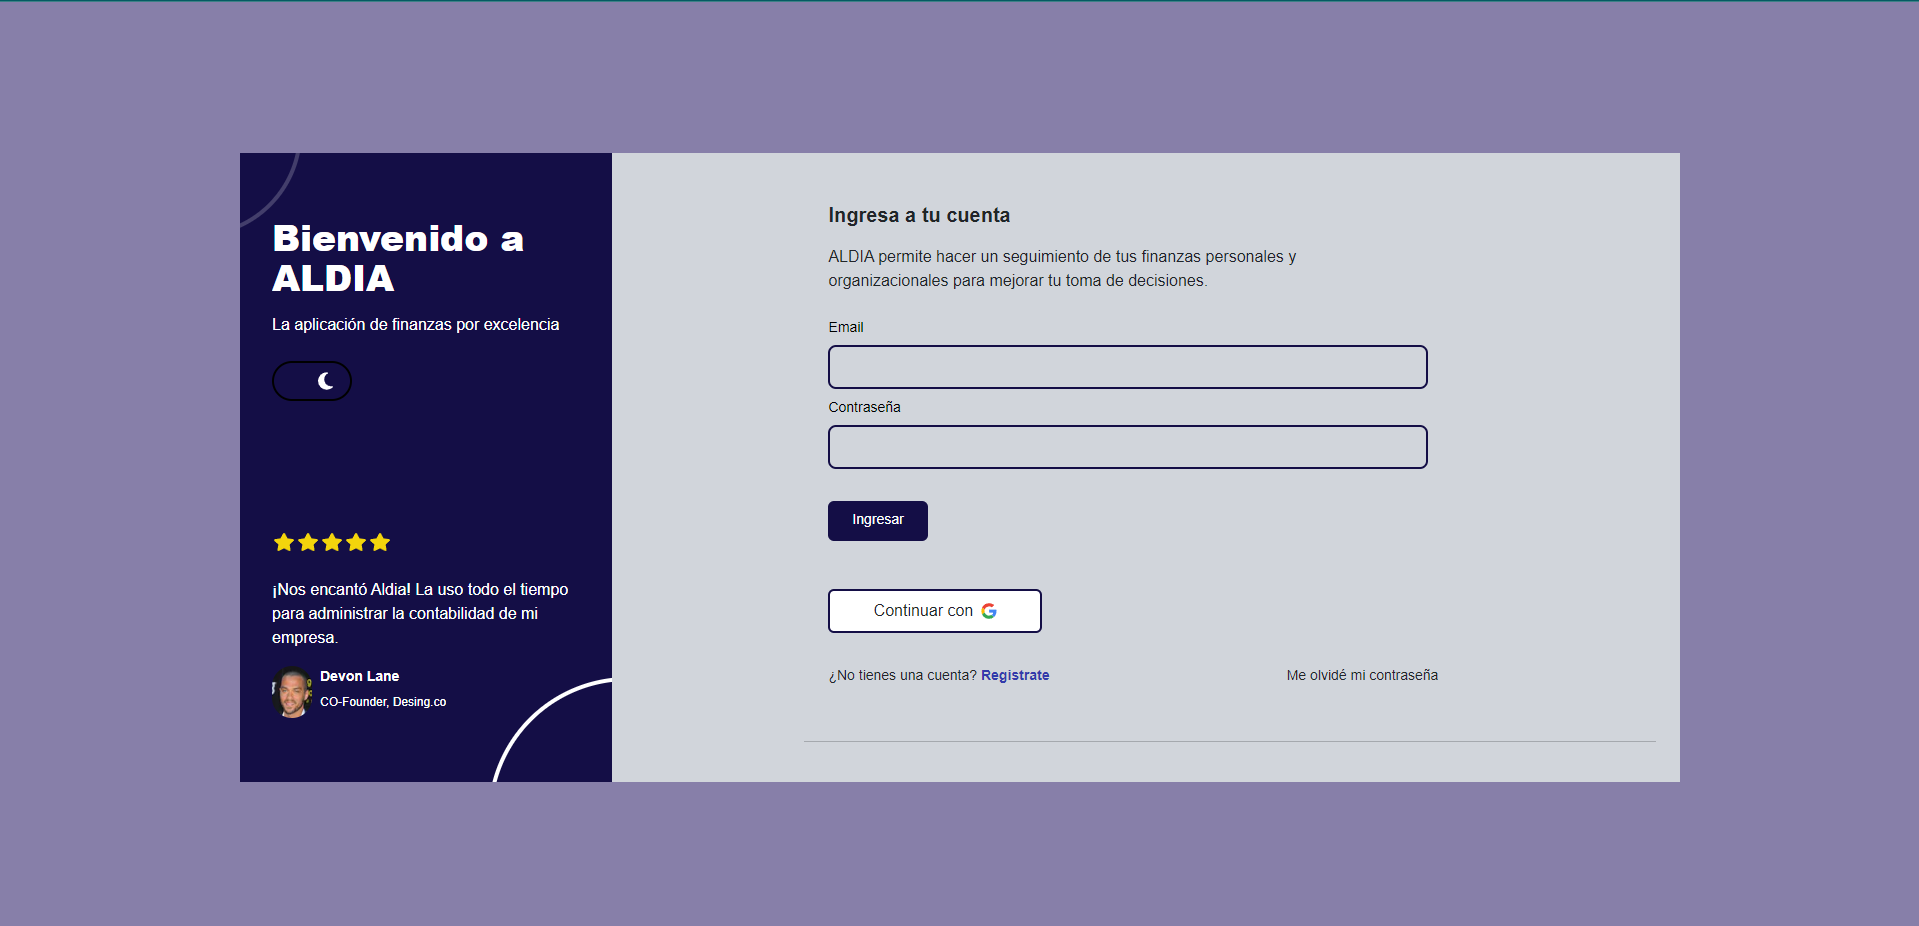 Bienvenido a
ALDIA
La aplicación de finanzas por excelencia
¡Nos encantó Aldia! La uso todo el tiempo
para administrar la contabilidad de mi
empresa.
Devon Lane
CO-Founder, Desing.co
Ingresa a tu cuenta
ALDIA permite hacer un seguimiento de tus finanzas personales y
organizacionales para mejorar tu toma de decisiones.
Email
Contraseña
Ingresar
Continuar con
¿No tienes una cuenta? Registrate
Me olvidé mi contraseña